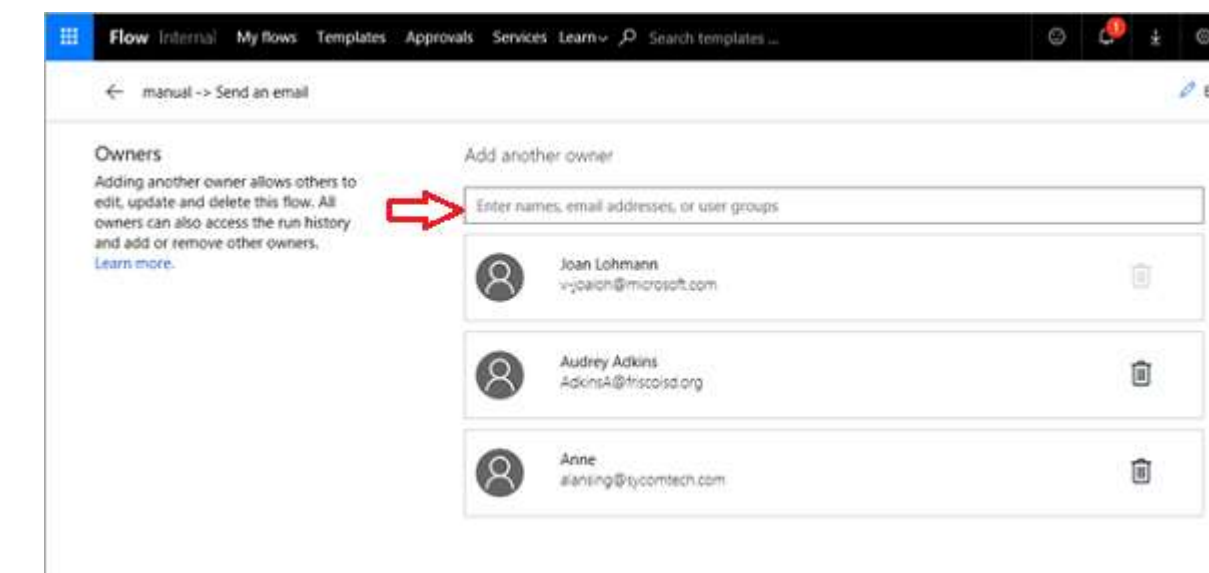 Flow Internal My flows Templates Approvals Services Learn Search templates ...
1
manual -> Send an email
Owners
Adding another owner allows others to
edit, update and delete this flow. All
owners can also access the run history
and add or remove other owners.
Learn more.
Add another owner
Enter names, email addresses, or user groups
Joan Lohmann
v-joaloh@microsoft.com
Audrey Adkins
AdkinsA@friscoisd.org
Anne
alansing@sycomtech.com